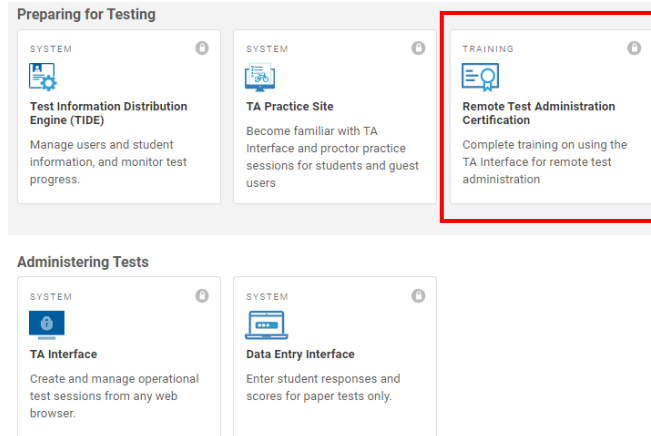 Preparing for Testing
SYSTEM
Test Information Distribution
Engine (TIDE)
Manage users and student
information, and monitor test
progress.
SYSTEM
TA Practice Site
Become familiar with TA
Interface and proctor practice
sessions for students and guest
users
TRAINING
Remote Test Administration
Certification
Complete training on using the
TA Interface for remote test
administration
Administering Tests
SYSTEM
TA Interface
Create and manage operational
test sessions from any web
browser.
SYSTEM
Data Entry Interface
Enter student responses and
scores for paper tests only.